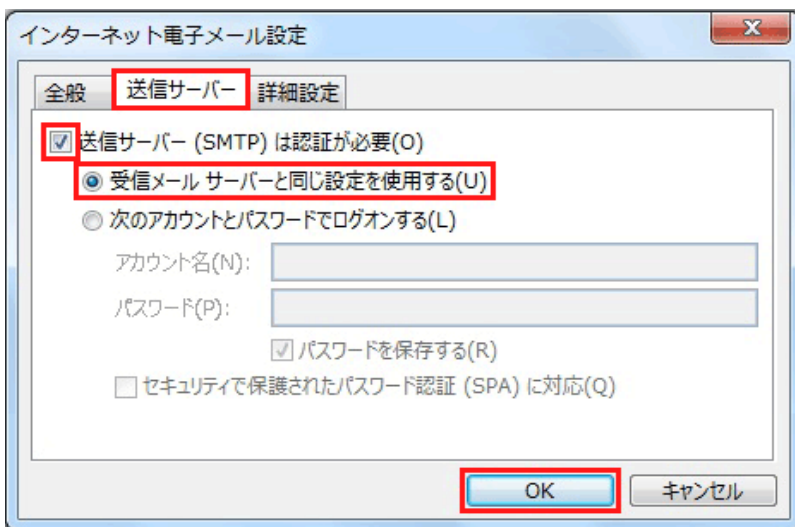 インターネット電子メール設定
全般 送信サーバー 詳細設定
送信サーバー (SMTP) は認証が必要(O)
受信メール サーバーと同じ設定を使用する(U)
次のアカウントとパスワードでログオンする(L)
アカウント名(N):
パスワード(P):
パスワードを保存する(R)
セキュリティで保護されたパスワード認証 (SPA) に対応(Q)
OK キャンセル